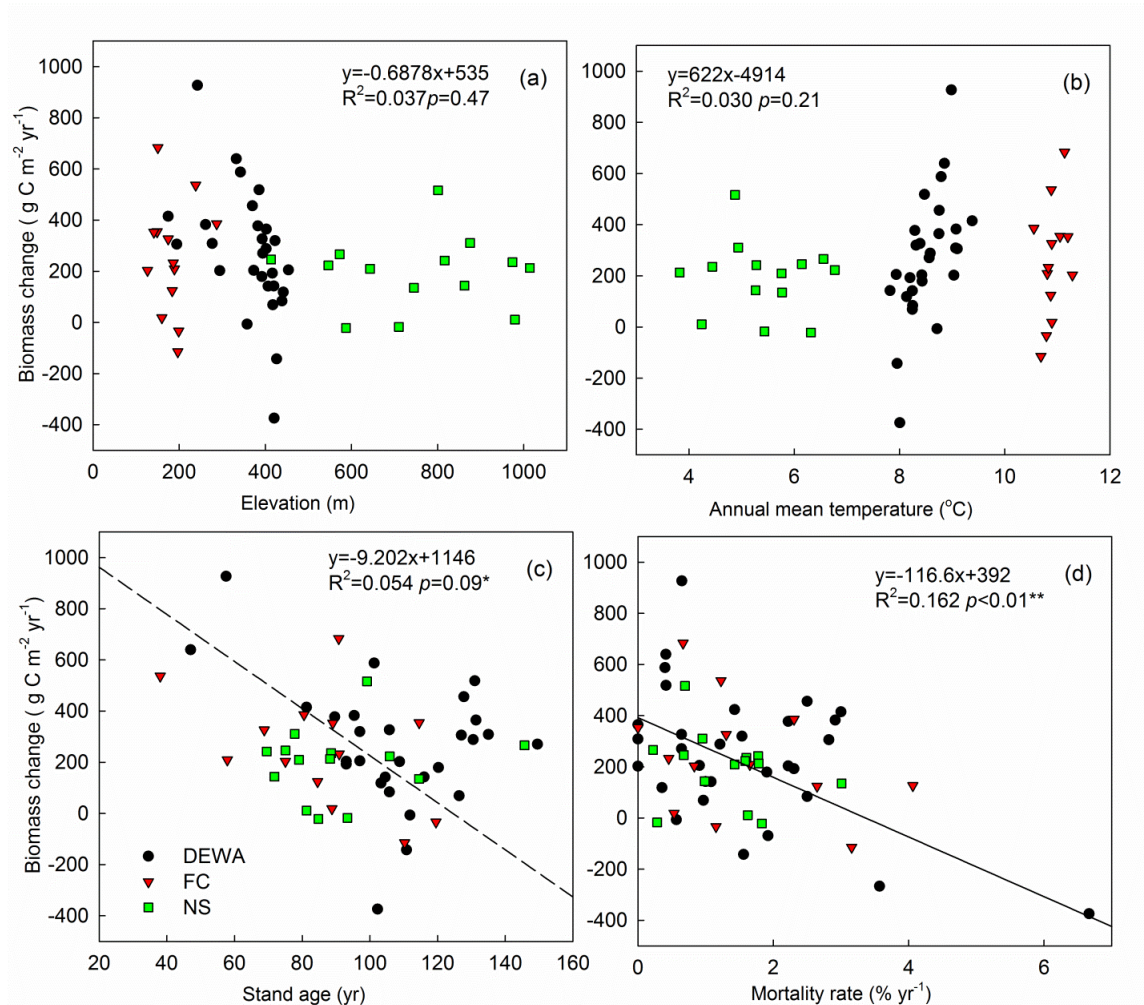 1000
800
600
400
200
0
-200
-400
Biomass change ( g C m-2 yr-1)
y=-0.6878x+535
R2=0.037p=0.47
(a)
0 200 400 600 800 1000
Elevation (m)
1000
800
600
400
200
0
-200
-400
y=622x-4914
R2=0.030 p=0.21
(b)
4 6 8 10 12
Annual mean temperature (oC)
1000
800
600
400
200
0
-200
-400
Biomass change ( g C m-2 yr-1)
y=-9.202x+1146
R2=0.054 p=0.09*
(c)
DEWA
FC
NS
20 40 60 80 100 120 140 160
Stand age (yr)
1000
800
600
400
200
0
-200
-400
y=-116.6x+392
R2=0.162 p<0.01**
(d)
0 2 4 6
Mortality rate (% yr-1)